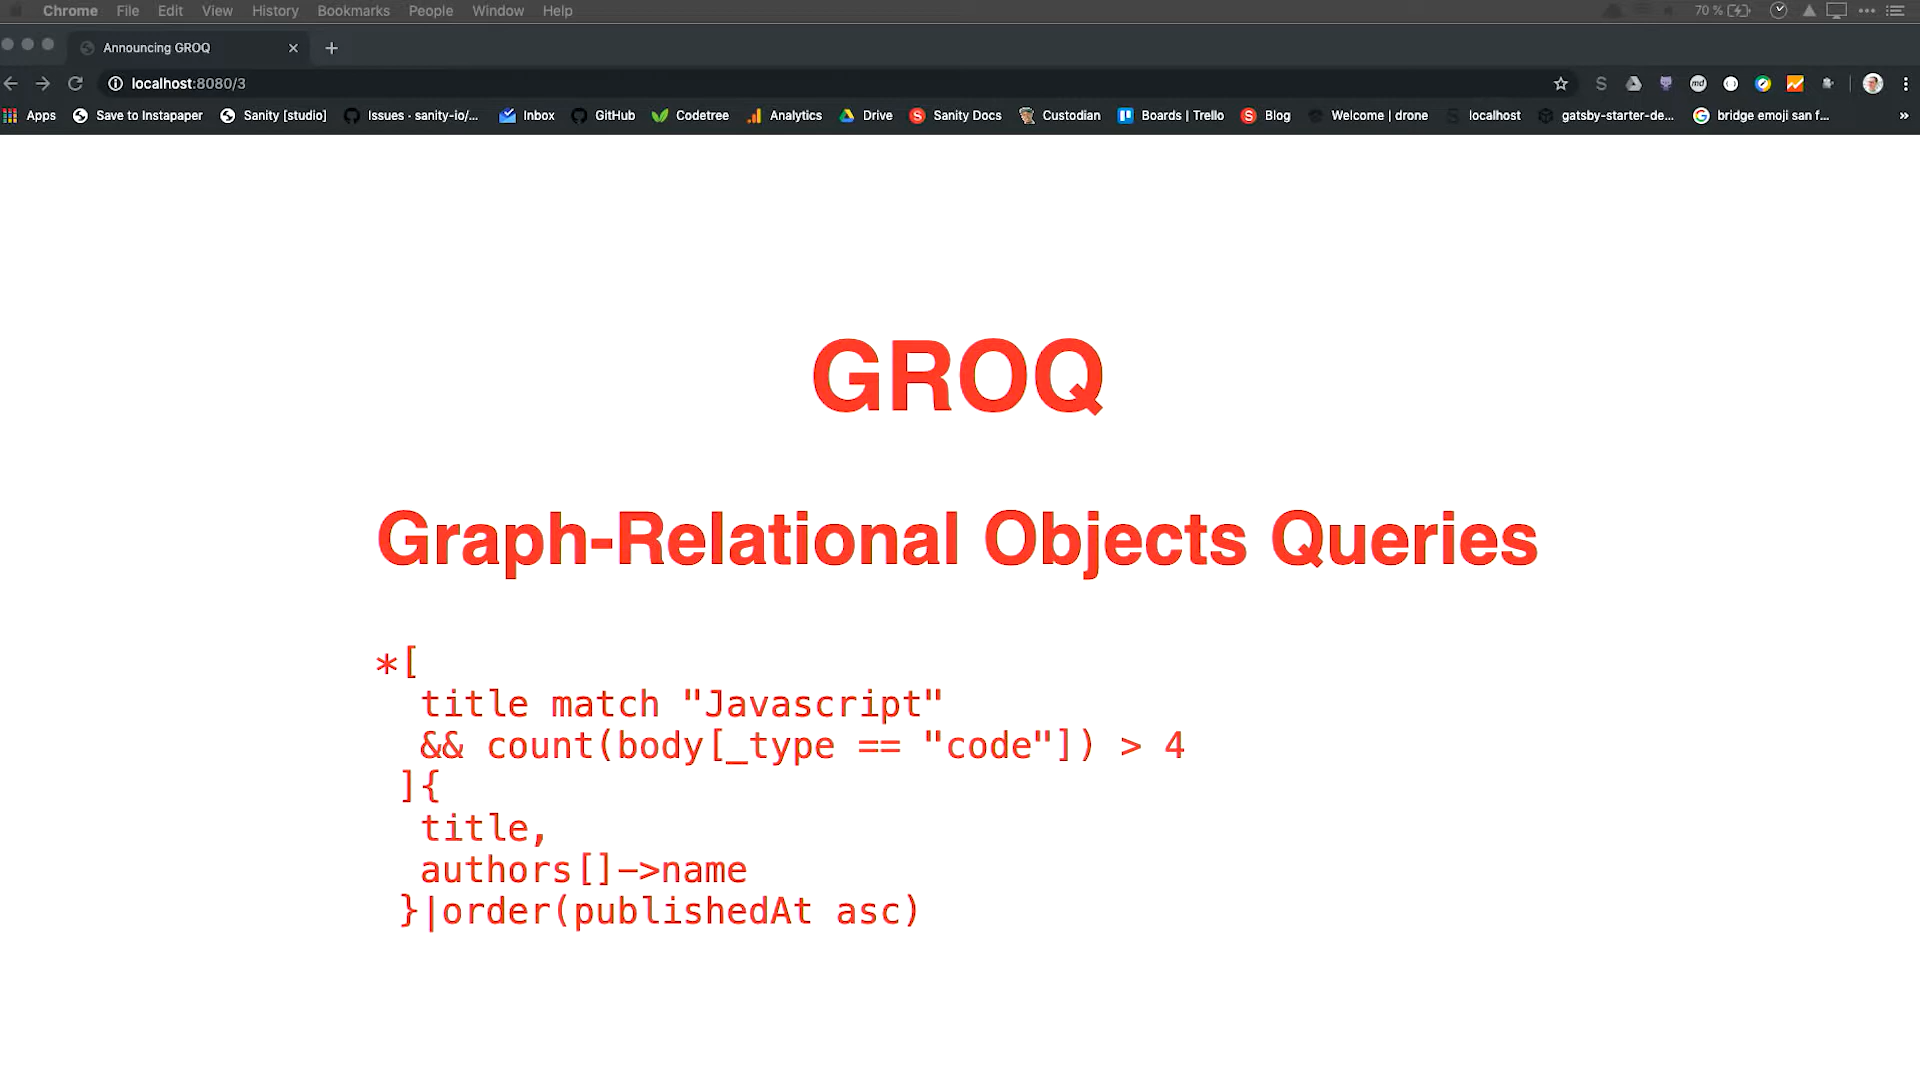 Chrome File Edit View History Bookmarks People Window Help 70 %
Announcing GROQ
localhost:8080/3
Apps Save to Instapaper Sanity [studio] Issues · sanity-io/... Inbox GitHub Codetree Analytics Drive Sanity Docs Custodian Boards | Trello Blog Welcome | drone localhost gatsby-starter-de... bridge emoji san f... »
GROQ
Graph-Relational Objects Queries
*[
title match "Javascript"
&& count(body[_type == "code"]) > 4
]{
title,
authors[]->name
}|order(publishedAt asc)